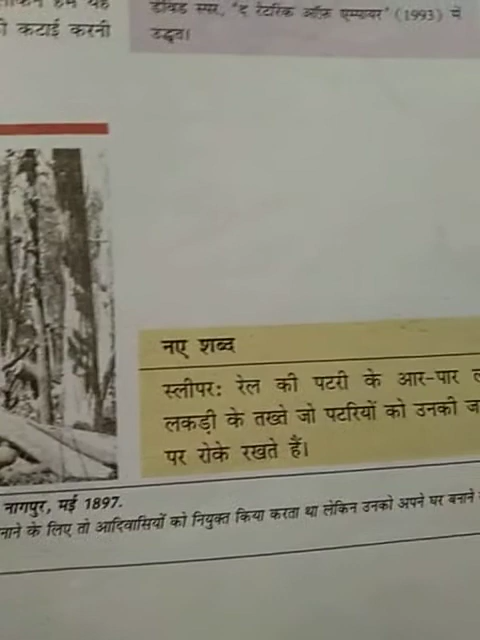 हम यह
कटाई करनी
डेविड स्पर, 'द रेटरिक ऑफ़ एम्पायर' (1993) में
उद्धृत।
नए शब्द
स्लीपर: रेल की पटरी के आर-पार
लकड़ी के तख्ते जो पटरियों को उनकी
पर रोके रखते हैं।
नागपुर, मई 1897.
के लिए तो आदिवासियों को नियुक्त किया करता था लेकिन उनको अपने घर बनाने